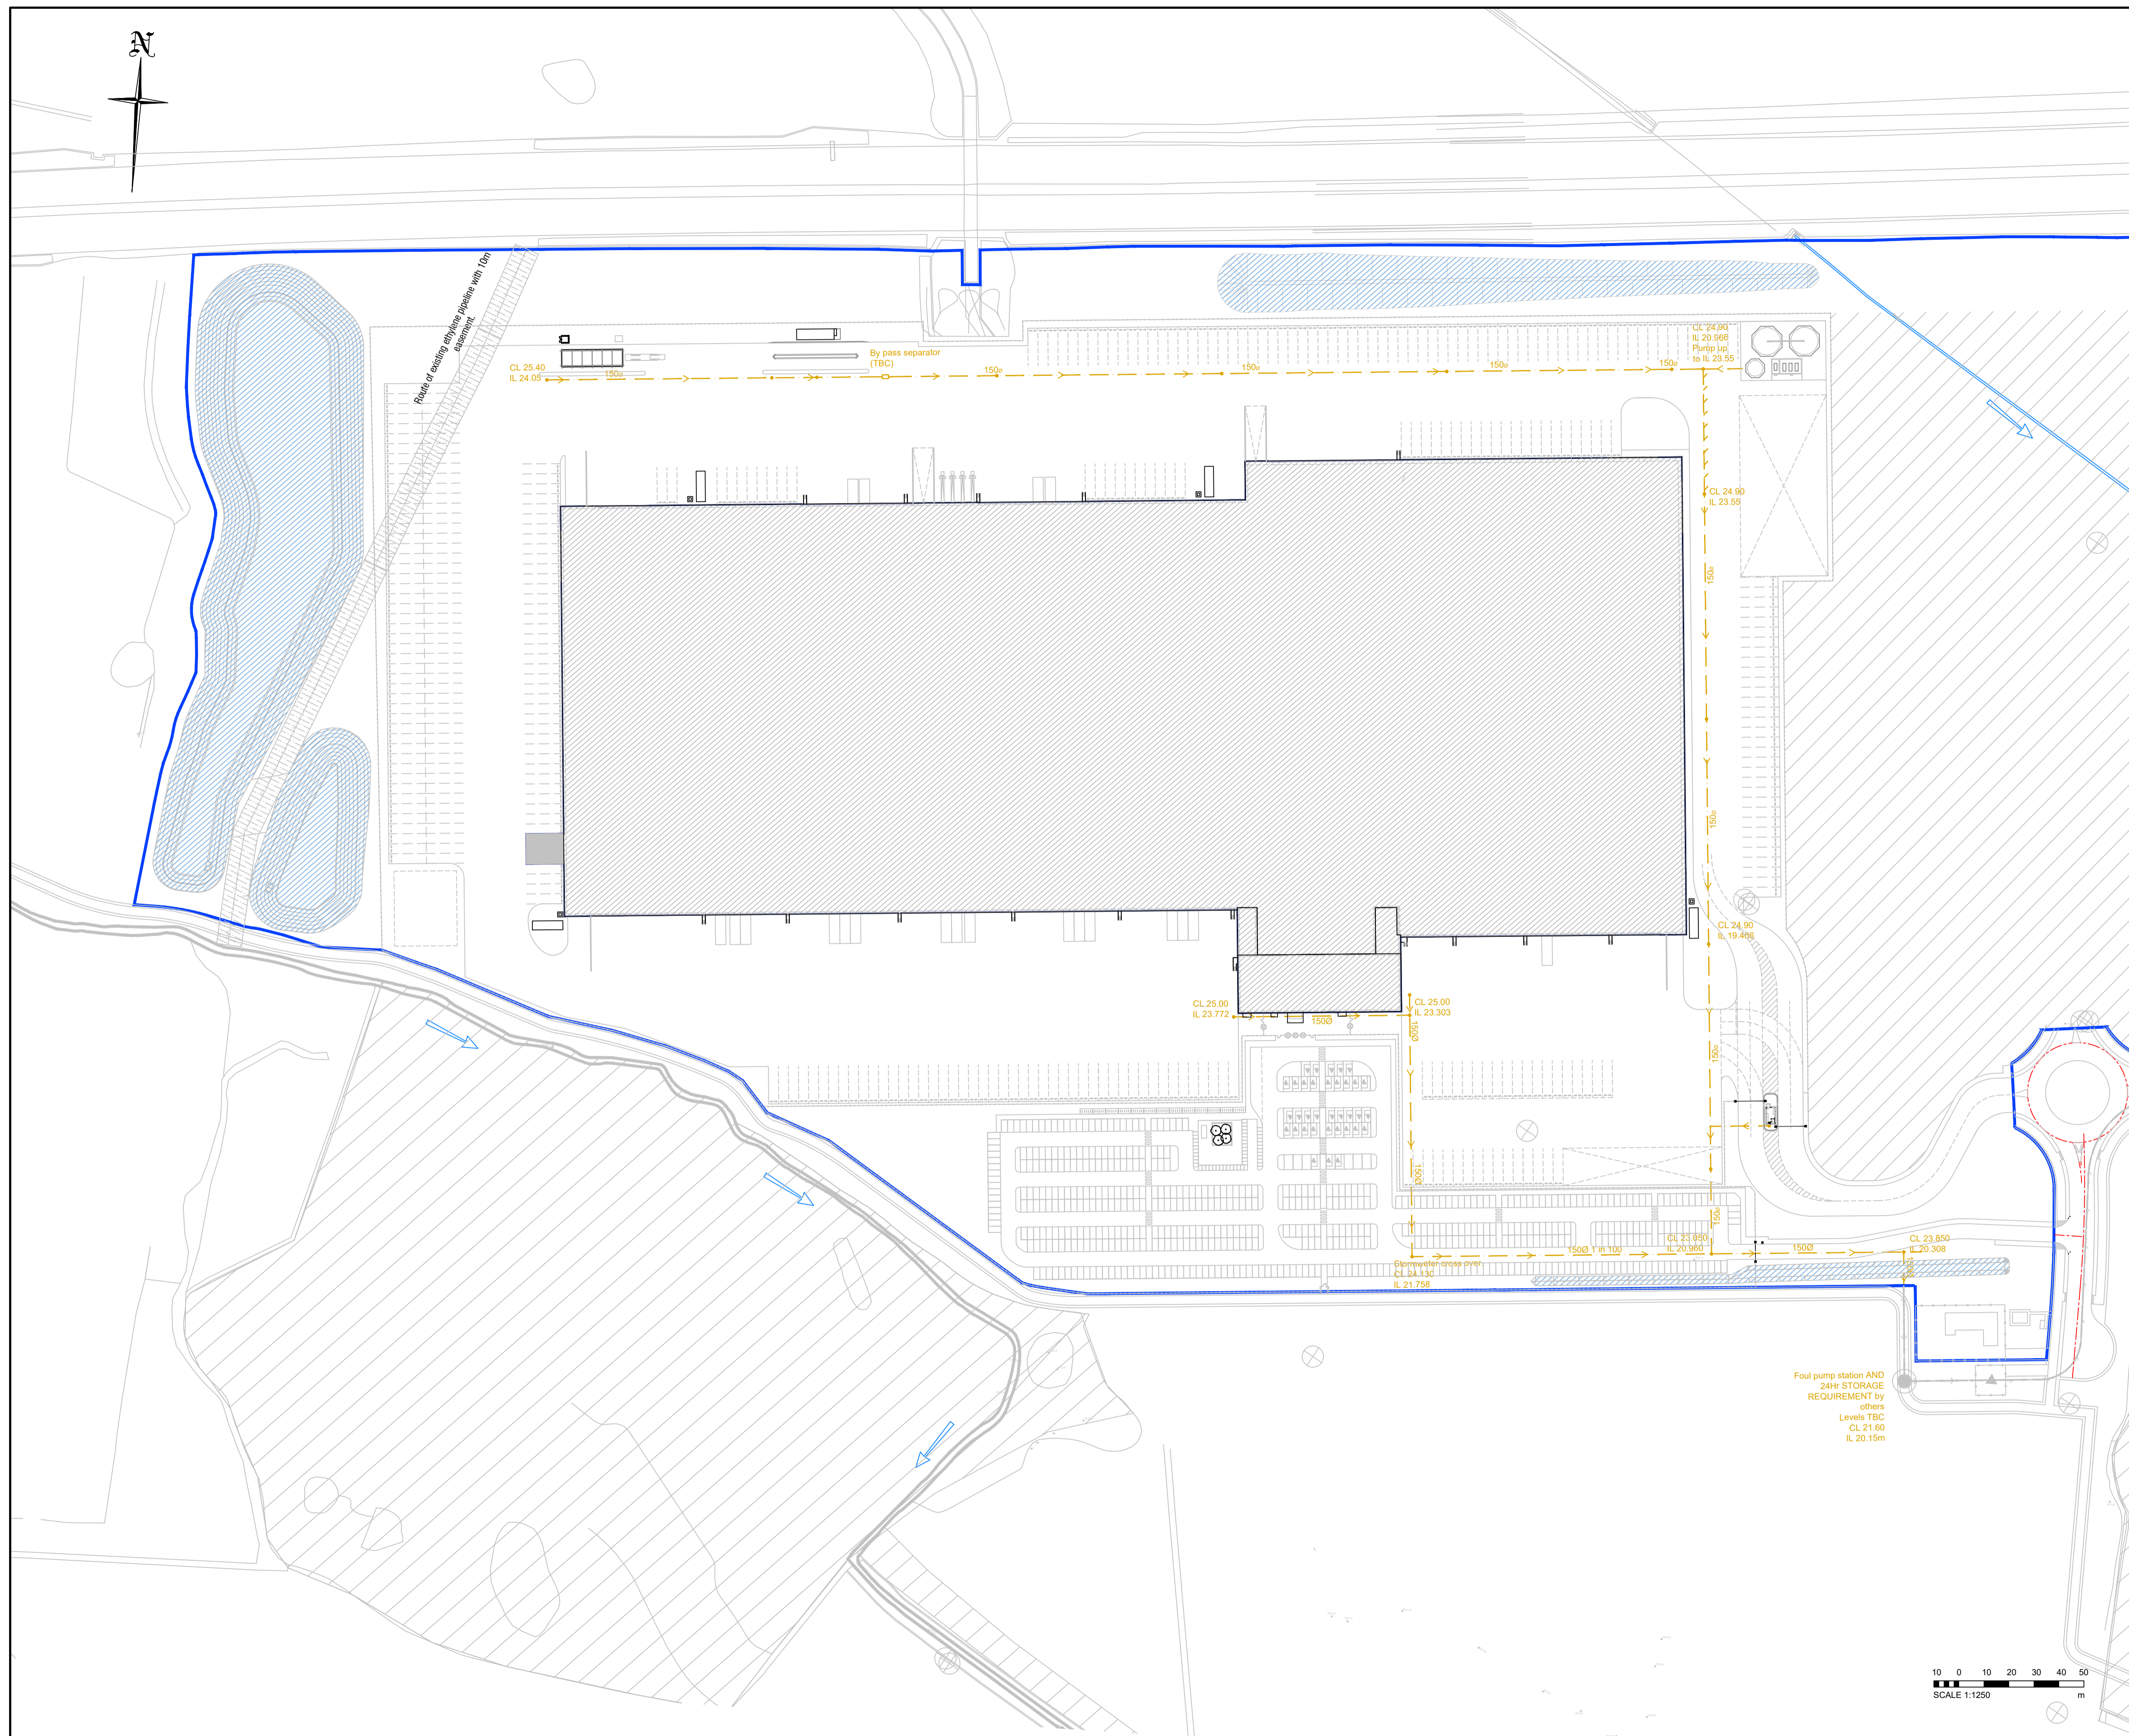 N
Route of existing ethylene pipeline with 10m
easement.
CL 25.40
IL 24.05
150ø
By pass separator
(TBC)
150ø
150ø
150ø
150ø
CL 24.90
IL 20.960
Pump up
to IL 23.55
CL 24.90
IL 23.55
150ø
150ø
CL 24.90
IL 19.466
CL 25.00
IL 23.772
150Ø
CL 25.00
IL 23.303
150Ø
150ø
150Ø
150ø
Stormwater cross over
CL 24.130
IL 21.758
150Ø 1 in 100
CL 23.050
IL 20.960
150Ø
CL 23.850
IL 20.308
150Ø
Foul pump station AND
24Hr STORAGE
REQUIREMENT by
others
Levels TBC
CL 21.60
IL 20.15m
10 0 10 20 30 40 50
SCALE 1:1250 m